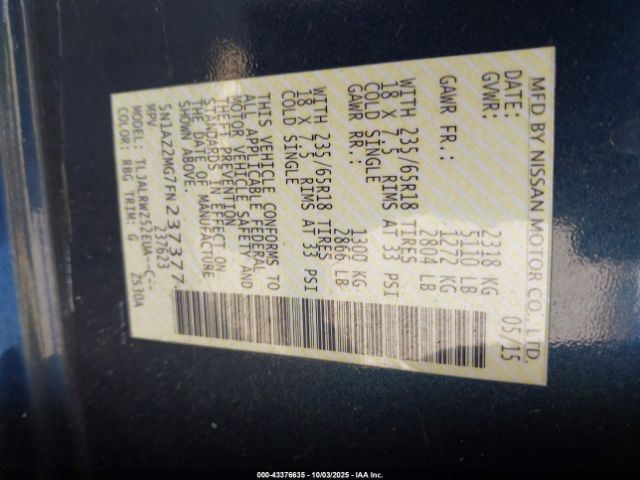 MFD BY NISSAN MOTOR CO., LTD.
DATE: 05/15
GVWR: 2318 KG
5110 LB
GAWR FR.: 1272 KG
2804 LB
WITH 235/65R18 TIRES
18 X 7.5 RIMS AT 33 PSI
COLD SINGLE
GAWR RR.: 1300 KG
2866 LB
WITH 235/65R18 TIRES
18 X 7.5 RIMS AT 33 PSI
COLD SINGLE
THIS VEHICLE CONFORMS TO
ALL APPLICABLE FEDERAL
MOTOR VEHICLE SAFETY AND
THEFT PREVENTION
STANDARDS IN EFFECT ON
THE DATE OF MANUFACTURE
SHOWN ABOVE.
5N1AZ2MG7FN237377
MPV 237623
MODEL: TL3ALRWZ52EUA-C--
COLOR: RBG TRIM: G ZS30A
000-43376635 - 10/03/2025 - IAA Inc.